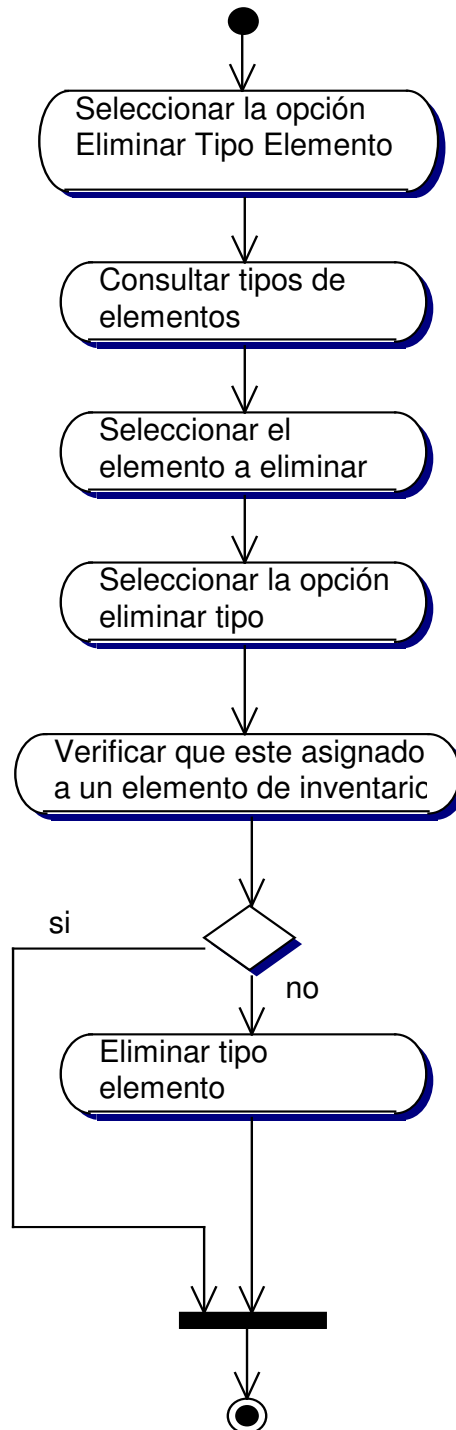 Seleccionar la opción
Eliminar Tipo Elemento
Consultar tipos de
elementos
Seleccionar el
elemento a eliminar
Seleccionar la opción
eliminar tipo
Verificar que este asignado
a un elemento de inventario
si
no
Eliminar tipo
elemento